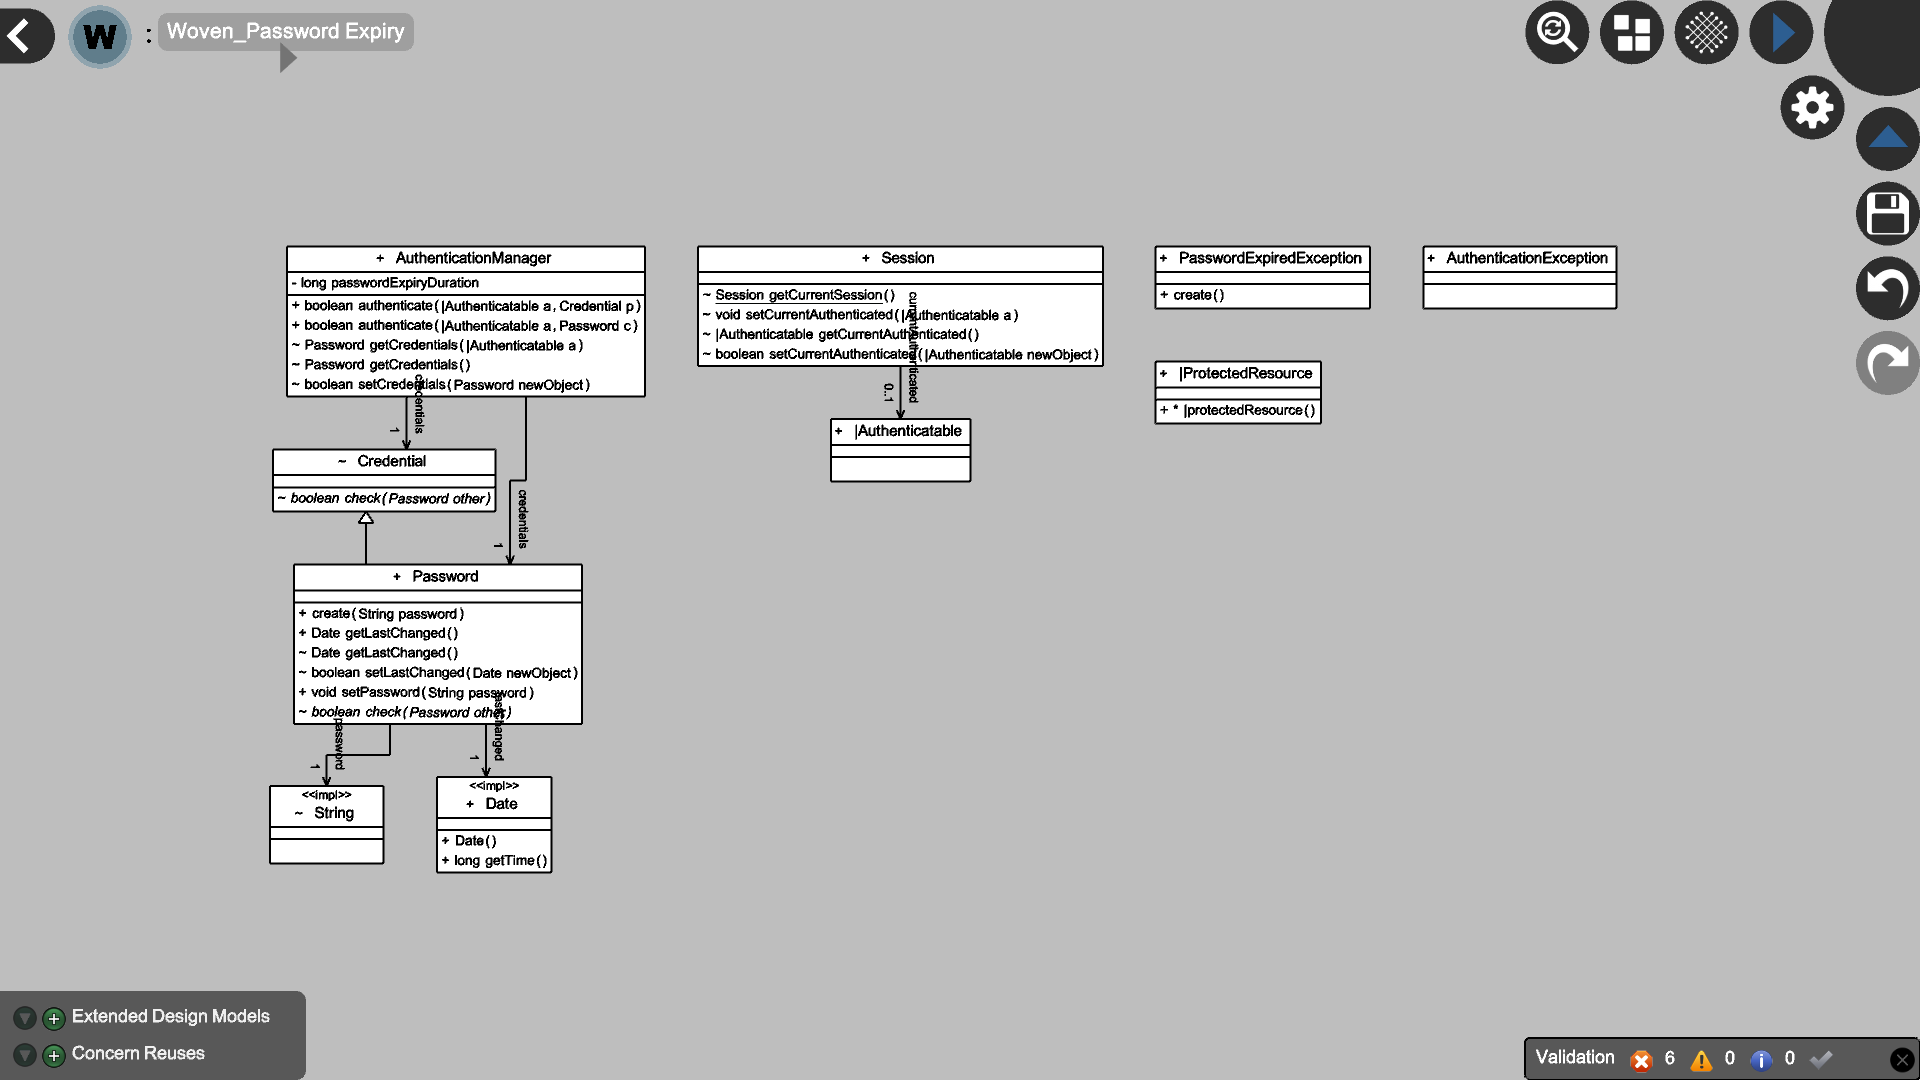 W : Woven_Password Expiry
+ AuthenticationManager
- long passwordExpiryDuration
+ boolean authenticate(|Authenticatable a, Credential p)
+ boolean authenticate(|Authenticatable a, Password c)
~ Password getCredentials(|Authenticatable a)
~ Password getCredentials()
~ boolean setCredentials(Password newObject)
credentials
1
credentials
1
~ Credential
~ boolean check(Password other)
+ Password
+ create(String password)
+ Date getLastChanged()
~ Date getLastChanged()
~ boolean setLastChanged(Date newObject)
+ void setPassword(String password)
~ boolean check(Password other)
password
1
lastChanged
1
<<impl>>
~ String
<<impl>>
+ Date
+ Date()
+ long getTime()
+ Session
~ Session getCurrentSession()
~ void setCurrentAuthenticated(|Authenticatable a)
~ |Authenticatable getCurrentAuthenticated()
~ boolean setCurrentAuthenticated(|Authenticatable newObject)
currentAuthenticated
0..1
+ |Authenticatable
+ PasswordExpiredException
+ create()
+ |ProtectedResource
+ * |protectedResource()
+ AuthenticationException
Extended Design Models
Concern Reuses
Validation 6 0 0